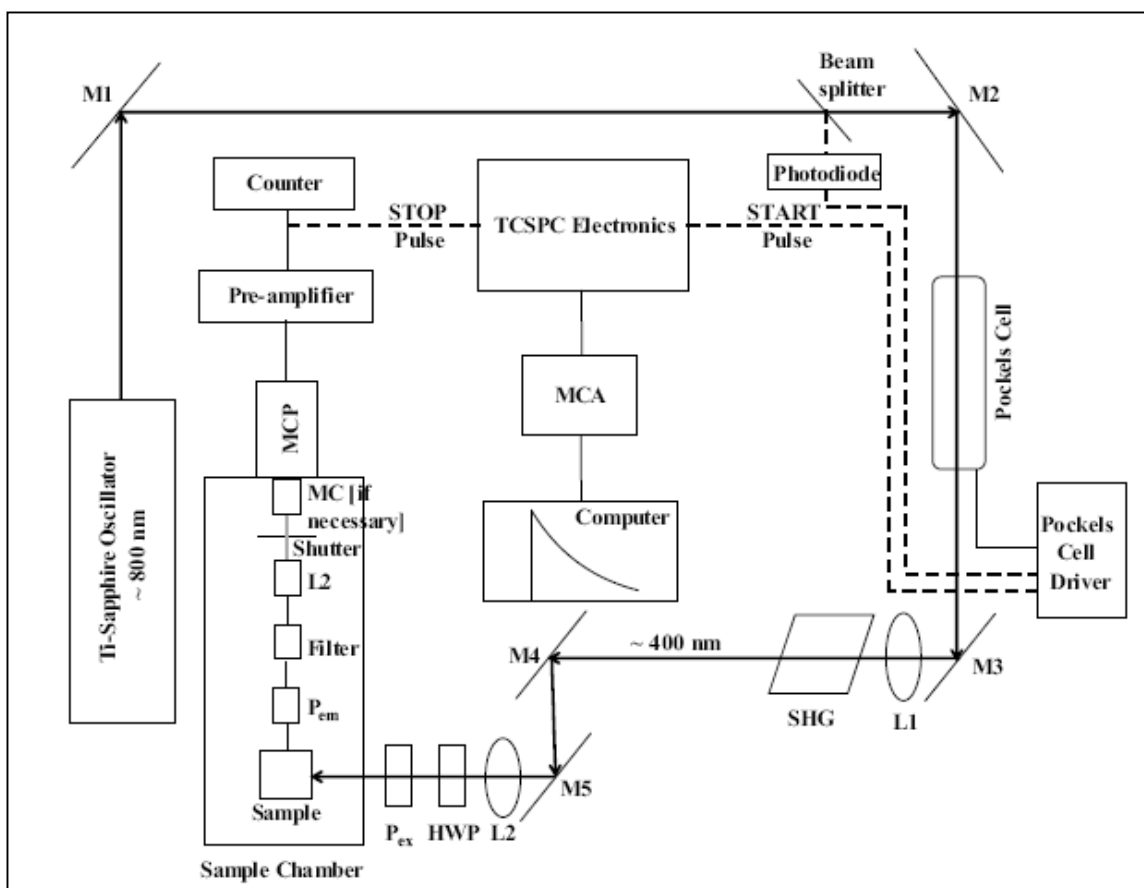 Beam
splitter
M1
M2
Counter
Photodiode
STOP
Pulse
TCSPC Electronics
START
Pulse
Pre-amplifier
Pockels Cell
MCP
MCA
Ti-Sapphire Oscillator
~ 800 nm
MC [if
necessary]
Shutter
Computer
Pockels
Cell
Driver
L2
Filter
M4
~ 400 nm
M3
P_em
SHG
L1
Sample
M5
P_ex
HWP
L2
Sample Chamber